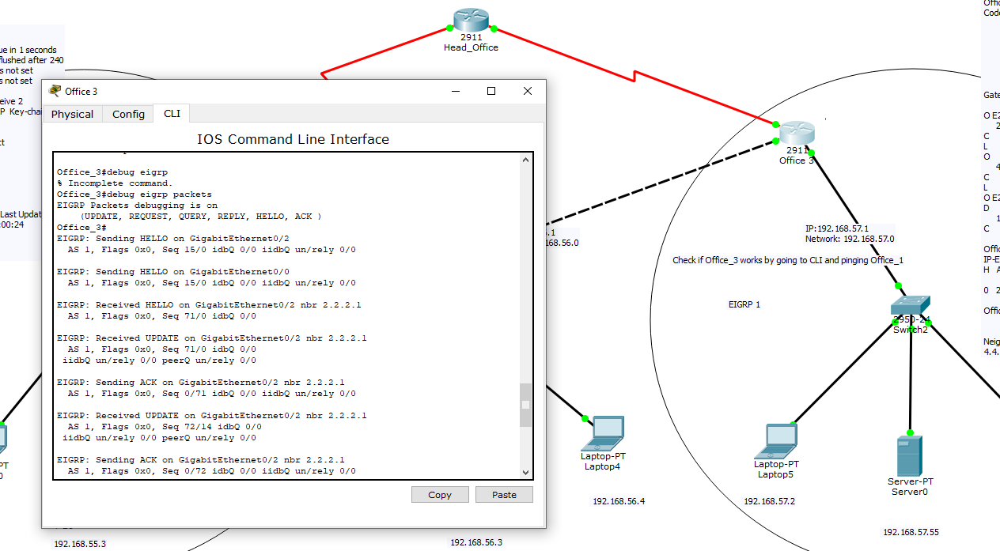 ue in 1 seconds
flushed after 240
s not set
s not set
eive 2
P Key-chai
Last Updat
:00:24
2911
Head_Office
Office 3
Physical
Config
CLI
IOS Command Line Interface
Office_3#debug eigrp
% Incomplete command.
Office_3#debug eigrp packets
EIGRP Packets debugging is on
(UPDATE, REQUEST, QUERY, REPLY, HELLO, ACK )
Office_3#
EIGRP: Sending HELLO on GigabitEthernet0/2
AS 1, Flags 0x0, Seq 15/0 idbQ 0/0 iidbQ un/rely 0/0
EIGRP: Sending HELLO on GigabitEthernet0/0
AS 1, Flags 0x0, Seq 15/0 idbQ 0/0 iidbQ un/rely 0/0
EIGRP: Received HELLO on GigabitEthernet0/2 nbr 2.2.2.1
AS 1, Flags 0x0, Seq 71/0 idbQ 0/0
EIGRP: Received UPDATE on GigabitEthernet0/2 nbr 2.2.2.1
AS 1, Flags 0x0, Seq 71/0 idbQ 0/0
iidbQ un/rely 0/0 peerQ un/rely 0/0
EIGRP: Sending ACK on GigabitEthernet0/2 nbr 2.2.2.1
AS 1, Flags 0x0, Seq 0/71 idbQ 0/0 iidbQ un/rely 0/0
EIGRP: Received UPDATE on GigabitEthernet0/2 nbr 2.2.2.1
AS 1, Flags 0x0, Seq 72/14 idbQ 0/0
iidbQ un/rely 0/0 peerQ un/rely 0/0
EIGRP: Sending ACK on GigabitEthernet0/2 nbr 2.2.2.1
AS 1, Flags 0x0, Seq 0/72 idbQ 0/0 iidbQ un/rely 0/0
Copy
Paste
2911
Office 3
.1
168.56.0
IP:192.168.57.1
Network: 192.168.57.0
Check if Office_3 works by going to CLI and pinging Office_1
EIGRP 1
2950-24
Switch2
Laptop-PT
Laptop4
192.168.56.4
Laptop-PT
Laptop5
192.168.57.2
Server-PT
Server0
192.168.57.55
192.168.55.3
192.168.56.3
PT
0
Offic
Code
Gate
O E2
2
C
L
O
4
C
L
O E2
D
1
C
Offic
IP-E
H A
0 2
Offic
Neig
4.4.